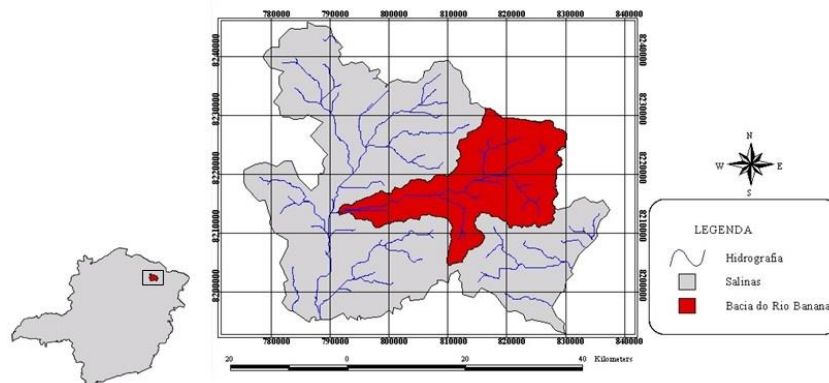 780000 790000 800000 810000 820000 830000 840000
8240000 8240000
8230000 8230000
8220000 8220000
8210000 8210000
8200000 8200000
780000 790000 800000 810000 820000 830000 840000
20 0 20 40 Kilometers
N
W E
S
LEGENDA
Hidrografia
Salinas
Bacia do Rio Banana